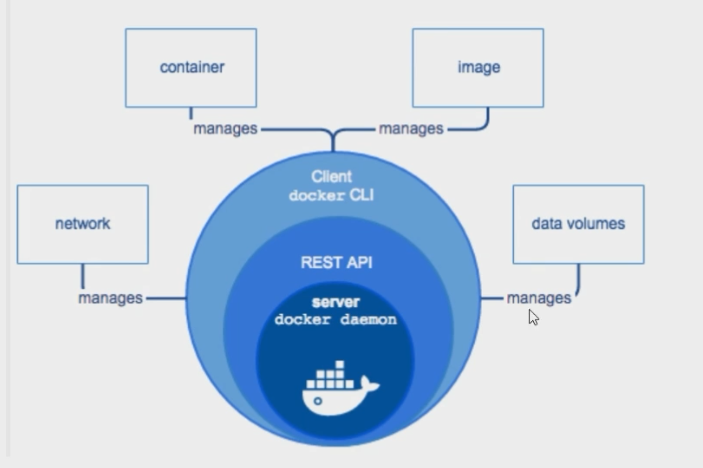 container
image
manages
manages
Client
docker CLI
network
data volumes
REST API
manages
manages
server
docker daemon